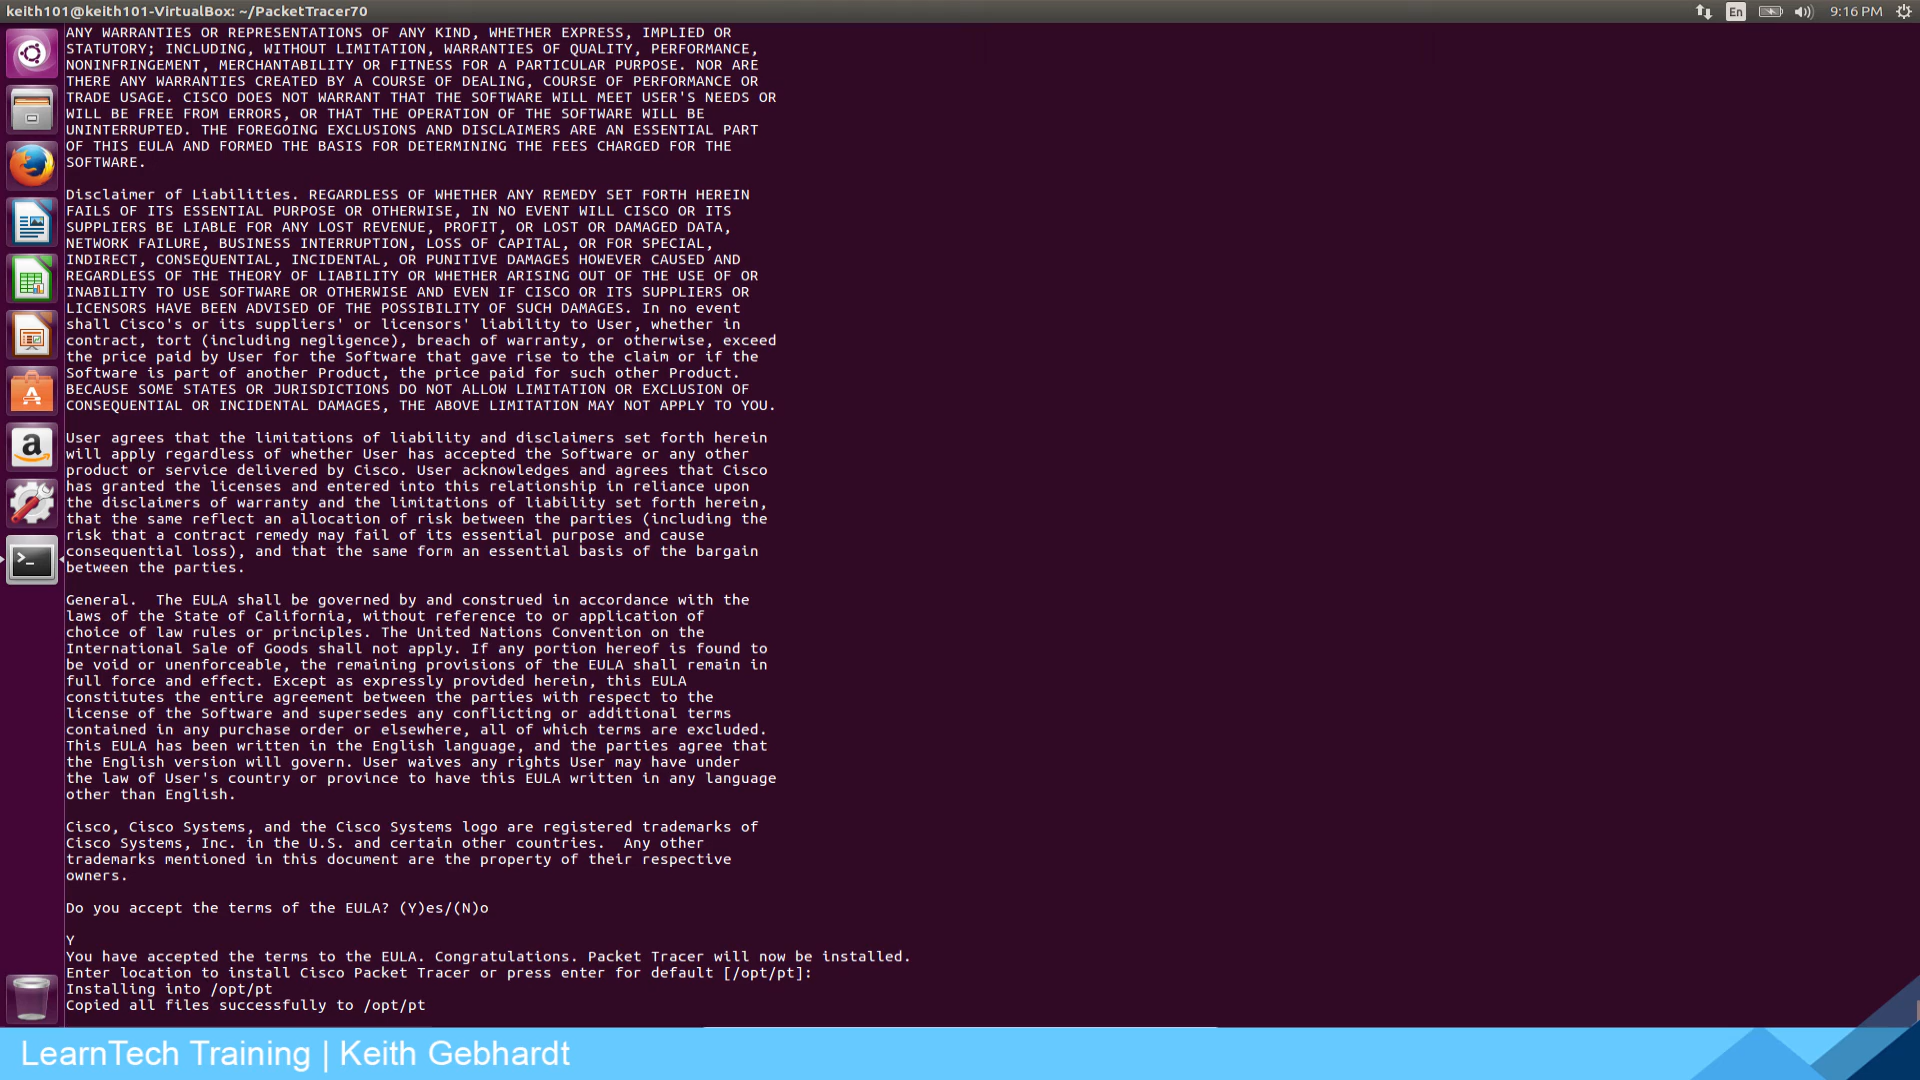 keith101@keith101-VirtualBox: ~/PacketTracer70
En
9:16 PM
ANY WARRANTIES OR REPRESENTATIONS OF ANY KIND, WHETHER EXPRESS, IMPLIED OR
STATUTORY; INCLUDING, WITHOUT LIMITATION, WARRANTIES OF QUALITY, PERFORMANCE,
NONINFRINGEMENT, MERCHANTABILITY OR FITNESS FOR A PARTICULAR PURPOSE. NOR ARE
THERE ANY WARRANTIES CREATED BY A COURSE OF DEALING, COURSE OF PERFORMANCE OR
TRADE USAGE. CISCO DOES NOT WARRANT THAT THE SOFTWARE WILL MEET USER'S NEEDS OR
WILL BE FREE FROM ERRORS, OR THAT THE OPERATION OF THE SOFTWARE WILL BE
UNINTERRUPTED. THE FOREGOING EXCLUSIONS AND DISCLAIMERS ARE AN ESSENTIAL PART
OF THIS EULA AND FORMED THE BASIS FOR DETERMINING THE FEES CHARGED FOR THE
SOFTWARE.
Disclaimer of Liabilities. REGARDLESS OF WHETHER ANY REMEDY SET FORTH HEREIN
FAILS OF ITS ESSENTIAL PURPOSE OR OTHERWISE, IN NO EVENT WILL CISCO OR ITS
SUPPLIERS BE LIABLE FOR ANY LOST REVENUE, PROFIT, OR LOST OR DAMAGED DATA,
NETWORK FAILURE, BUSINESS INTERRUPTION, LOSS OF CAPITAL, OR FOR SPECIAL,
INDIRECT, CONSEQUENTIAL, INCIDENTAL, OR PUNITIVE DAMAGES HOWEVER CAUSED AND
REGARDLESS OF THE THEORY OF LIABILITY OR WHETHER ARISING OUT OF THE USE OF OR
INABILITY TO USE SOFTWARE OR OTHERWISE AND EVEN IF CISCO OR ITS SUPPLIERS OR
LICENSORS HAVE BEEN ADVISED OF THE POSSIBILITY OF SUCH DAMAGES. In no event
shall Cisco's or its suppliers' or licensors' liability to User, whether in
contract, tort (including negligence), breach of warranty, or otherwise, exceed
the price paid by User for the Software that gave rise to the claim or if the
Software is part of another Product, the price paid for such other Product.
BECAUSE SOME STATES OR JURISDICTIONS DO NOT ALLOW LIMITATION OR EXCLUSION OF
CONSEQUENTIAL OR INCIDENTAL DAMAGES, THE ABOVE LIMITATION MAY NOT APPLY TO YOU.
User agrees that the limitations of liability and disclaimers set forth herein
will apply regardless of whether User has accepted the Software or any other
product or service delivered by Cisco. User acknowledges and agrees that Cisco
has granted the licenses and entered into this relationship in reliance upon
the disclaimers of warranty and the limitations of liability set forth herein,
that the same reflect an allocation of risk between the parties (including the
risk that a contract remedy may fail of its essential purpose and cause
consequential loss), and that the same form an essential basis of the bargain
between the parties.
General.  The EULA shall be governed by and construed in accordance with the
laws of the State of California, without reference to or application of
choice of law rules or principles. The United Nations Convention on the
International Sale of Goods shall not apply. If any portion hereof is found to
be void or unenforceable, the remaining provisions of the EULA shall remain in
full force and effect. Except as expressly provided herein, this EULA
constitutes the entire agreement between the parties with respect to the
license of the Software and supersedes any conflicting or additional terms
contained in any purchase order or elsewhere, all of which terms are excluded.
This EULA has been written in the English language, and the parties agree that
the English version will govern. User waives any rights User may have under
the law of User's country or province to have this EULA written in any language
other than English.
Cisco, Cisco Systems, and the Cisco Systems logo are registered trademarks of
Cisco Systems, Inc. in the U.S. and certain other countries.  Any other
trademarks mentioned in this document are the property of their respective
owners.
Do you accept the terms of the EULA? (Y)es/(N)o
Y
You have accepted the terms to the EULA. Congratulations. Packet Tracer will now be installed.
Enter location to install Cisco Packet Tracer or press enter for default [/opt/pt]:
Installing into /opt/pt
Copied all files successfully to /opt/pt
LearnTech Training | Keith Gebhardt